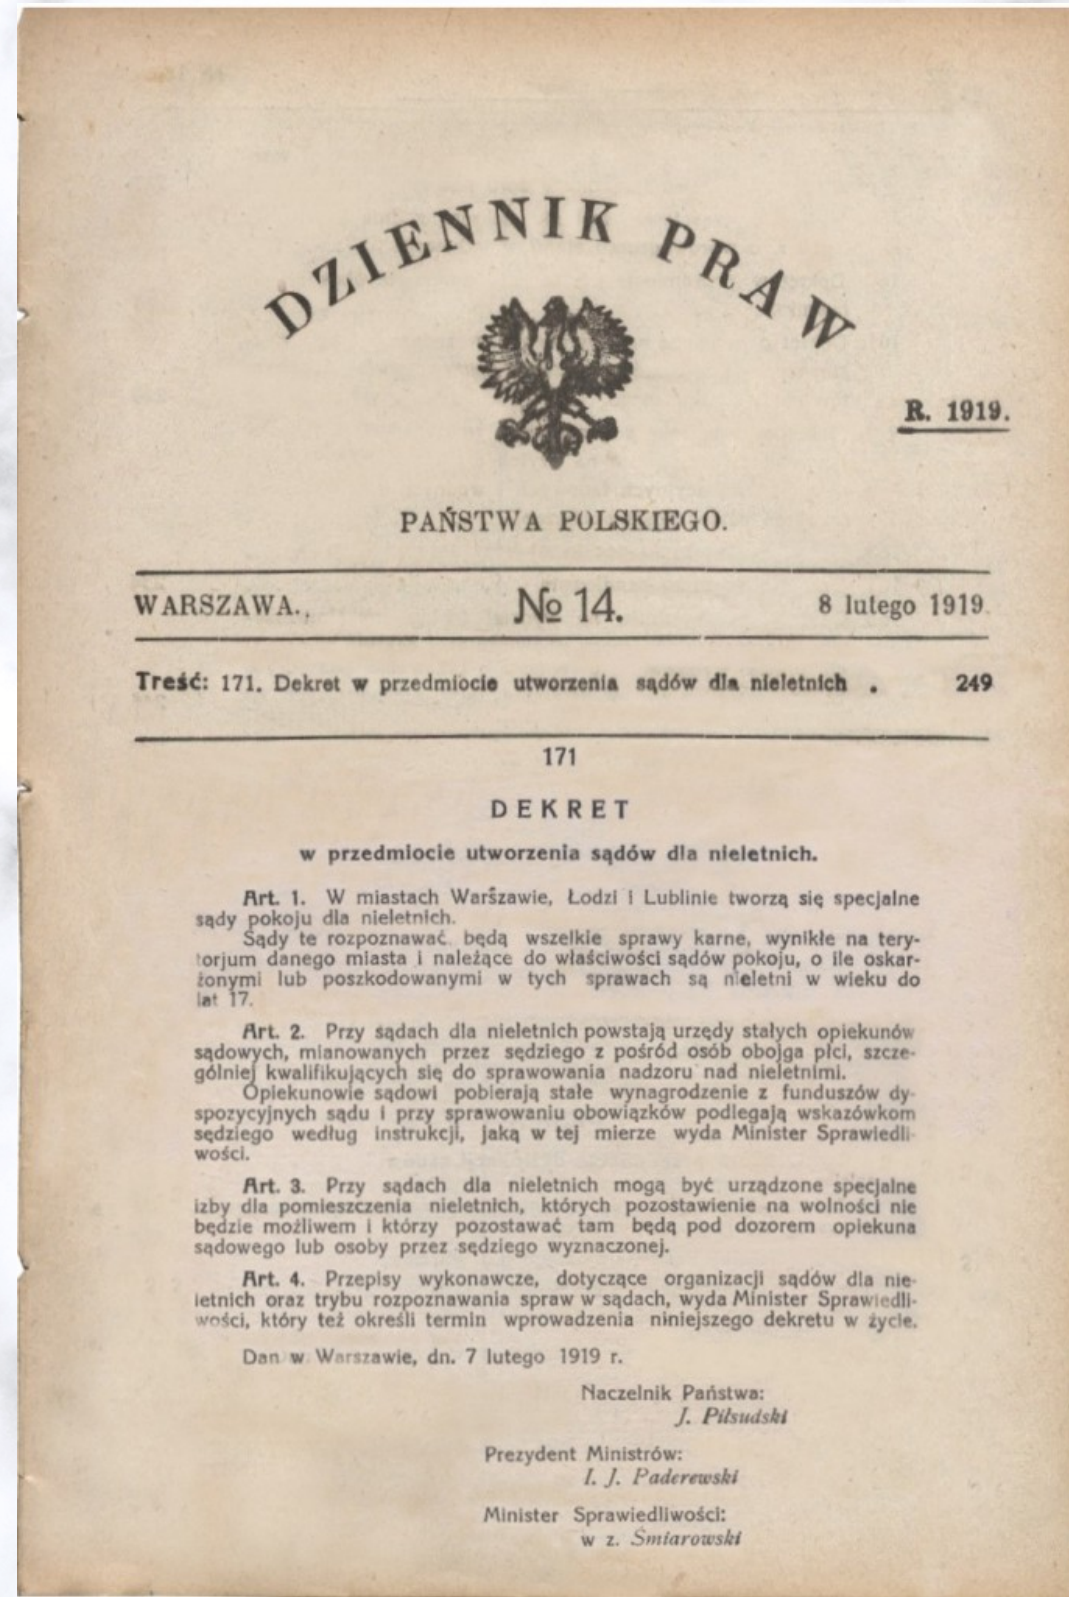 DZIENNIK PRAW
R. 1919.
PAŃSTWA POLSKIEGO.
WARSZAWA.
№ 14.
8 lutego 1919.
Treść: 171. Dekret w przedmiocie utworzenia sądów dla nieletnich . 249
171
DEKRET
w przedmiocie utworzenia sądów dla nieletnich.
Art. 1. W miastach Warszawie, Łodzi i Lublinie tworzą się specjalne
sądy pokoju dla nieletnich.
Sądy te rozpoznawać będą wszelkie sprawy karne, wynikłe na tery-
torjum danego miasta i należące do właściwości sądów pokoju, o ile oskar-
żonymi lub poszkodowanymi w tych sprawach są nieletni w wieku do
lat 17.
Art. 2. Przy sądach dla nieletnich powstają urzędy stałych opiekunów
sądowych, mianowanych przez sędziego z pośród osób obojga płci, szcze-
gólniej kwalifikujących się do sprawowania nadzoru nad nieletnimi.
Opiekunowie sądowi pobierają stałe wynagrodzenie z funduszów dy-
spozycyjnych sądu i przy sprawowaniu obowiązków podlegają wskazówkom
sędziego według instrukcji, jaką w tej mierze wyda Minister Sprawiedli-
wości.
Art. 3. Przy sądach dla nieletnich mogą być urządzone specjalne
izby dla pomieszczenia nieletnich, których pozostawienie na wolności nie
będzie możliwem i którzy pozostawać tam będą pod dozorem opiekuna
sądowego lub osoby przez sędziego wyznaczonej.
Art. 4. Przepisy wykonawcze, dotyczące organizacji sądów dla nie-
letnich oraz trybu rozpoznawania spraw w sądach, wyda Minister Sprawiedli-
wości, który też określi termin wprowadzenia niniejszego dekretu w życie.
Dan w Warszawie, dn. 7 lutego 1919 r.
Naczelnik Państwa:
J. Piłsudski
Prezydent Ministrów:
I. J. Paderewski
Minister Sprawiedliwości:
w z. Śmiarowski